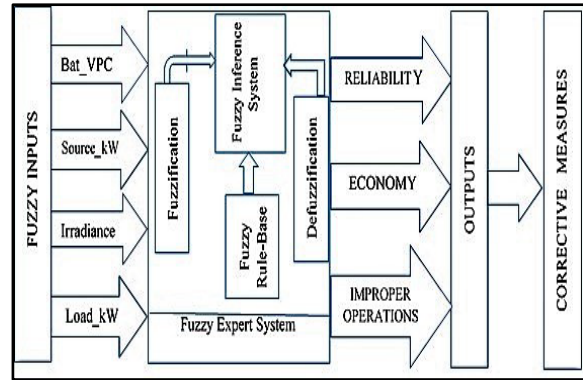 FUZZY INPUTS
Bat_VPC
Source_kW
Irradiance
Load_kW
Fuzzification
Fuzzy Inference
System
Fuzzy
Rule-Base
Defuzzification
Fuzzy Expert System
RELIABILITY
ECONOMY
IMPROPER
OPERATIONS
OUTPUTS
CORRECTIVE MEASURES